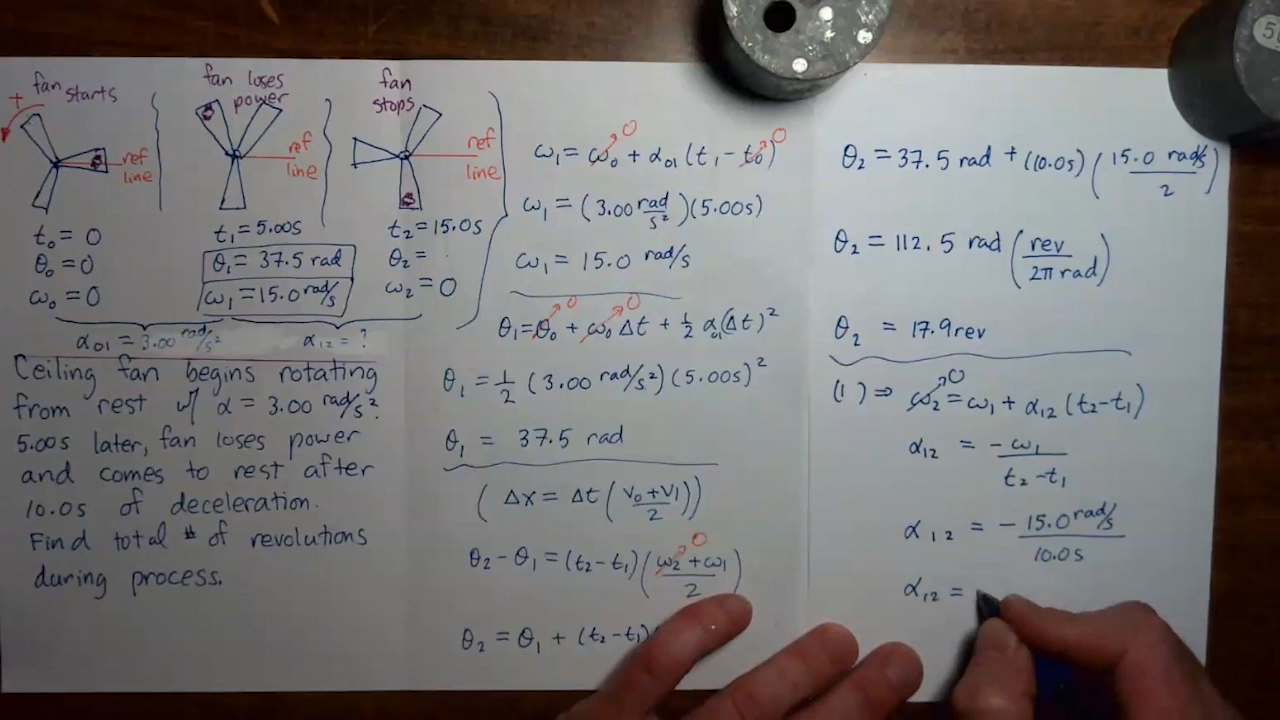 fan starts
+
ref line
t₀ = 0
θ₀ = 0
ω₀ = 0
fan loses power
ref line
t₁ = 5.00s
θ₁ = 37.5 rad
ω₁ = 15.0 rad/s
fan stops
ref line
t₂ = 15.0s
θ₂ =
ω₂ = 0
α₀₁ = 3.00 rad/s²
α₁₂ = ?
Ceiling fan begins rotating
from rest w/ α = 3.00 rad/s².
5.00s later, fan loses power
and comes to rest after
10.0s of deceleration.
Find total # of revolutions
during process.
ω₁ = ω₀→0 + α₀₁ (t₁ - t₀→0)
ω₁ = (3.00 rad/s²)(5.00s)
ω₁ = 15.0 rad/s
θ₁ = θ₀→0 + ω₀→0 Δt + 1/2 α₀₁(Δt)²
θ₁ = 1/2 (3.00 rad/s²)(5.00s)²
θ₁ = 37.5 rad
(Δx = Δt (v₀+v₁)/2)
θ₂ - θ₁ = (t₂-t₁)(ω₂→0 + ω₁)/2
θ₂ = θ₁ + (t₂-t₁)
θ₂ = 37.5 rad + (10.0s)(15.0 rad/s / 2)
θ₂ = 112.5 rad (rev / 2π rad)
θ₂ = 17.9 rev
(1) ⇒ ω₂→0 = ω₁ + α₁₂ (t₂-t₁)
α₁₂ = -ω₁ / t₂-t₁
α₁₂ = - 15.0 rad/s / 10.0s
α₁₂ =